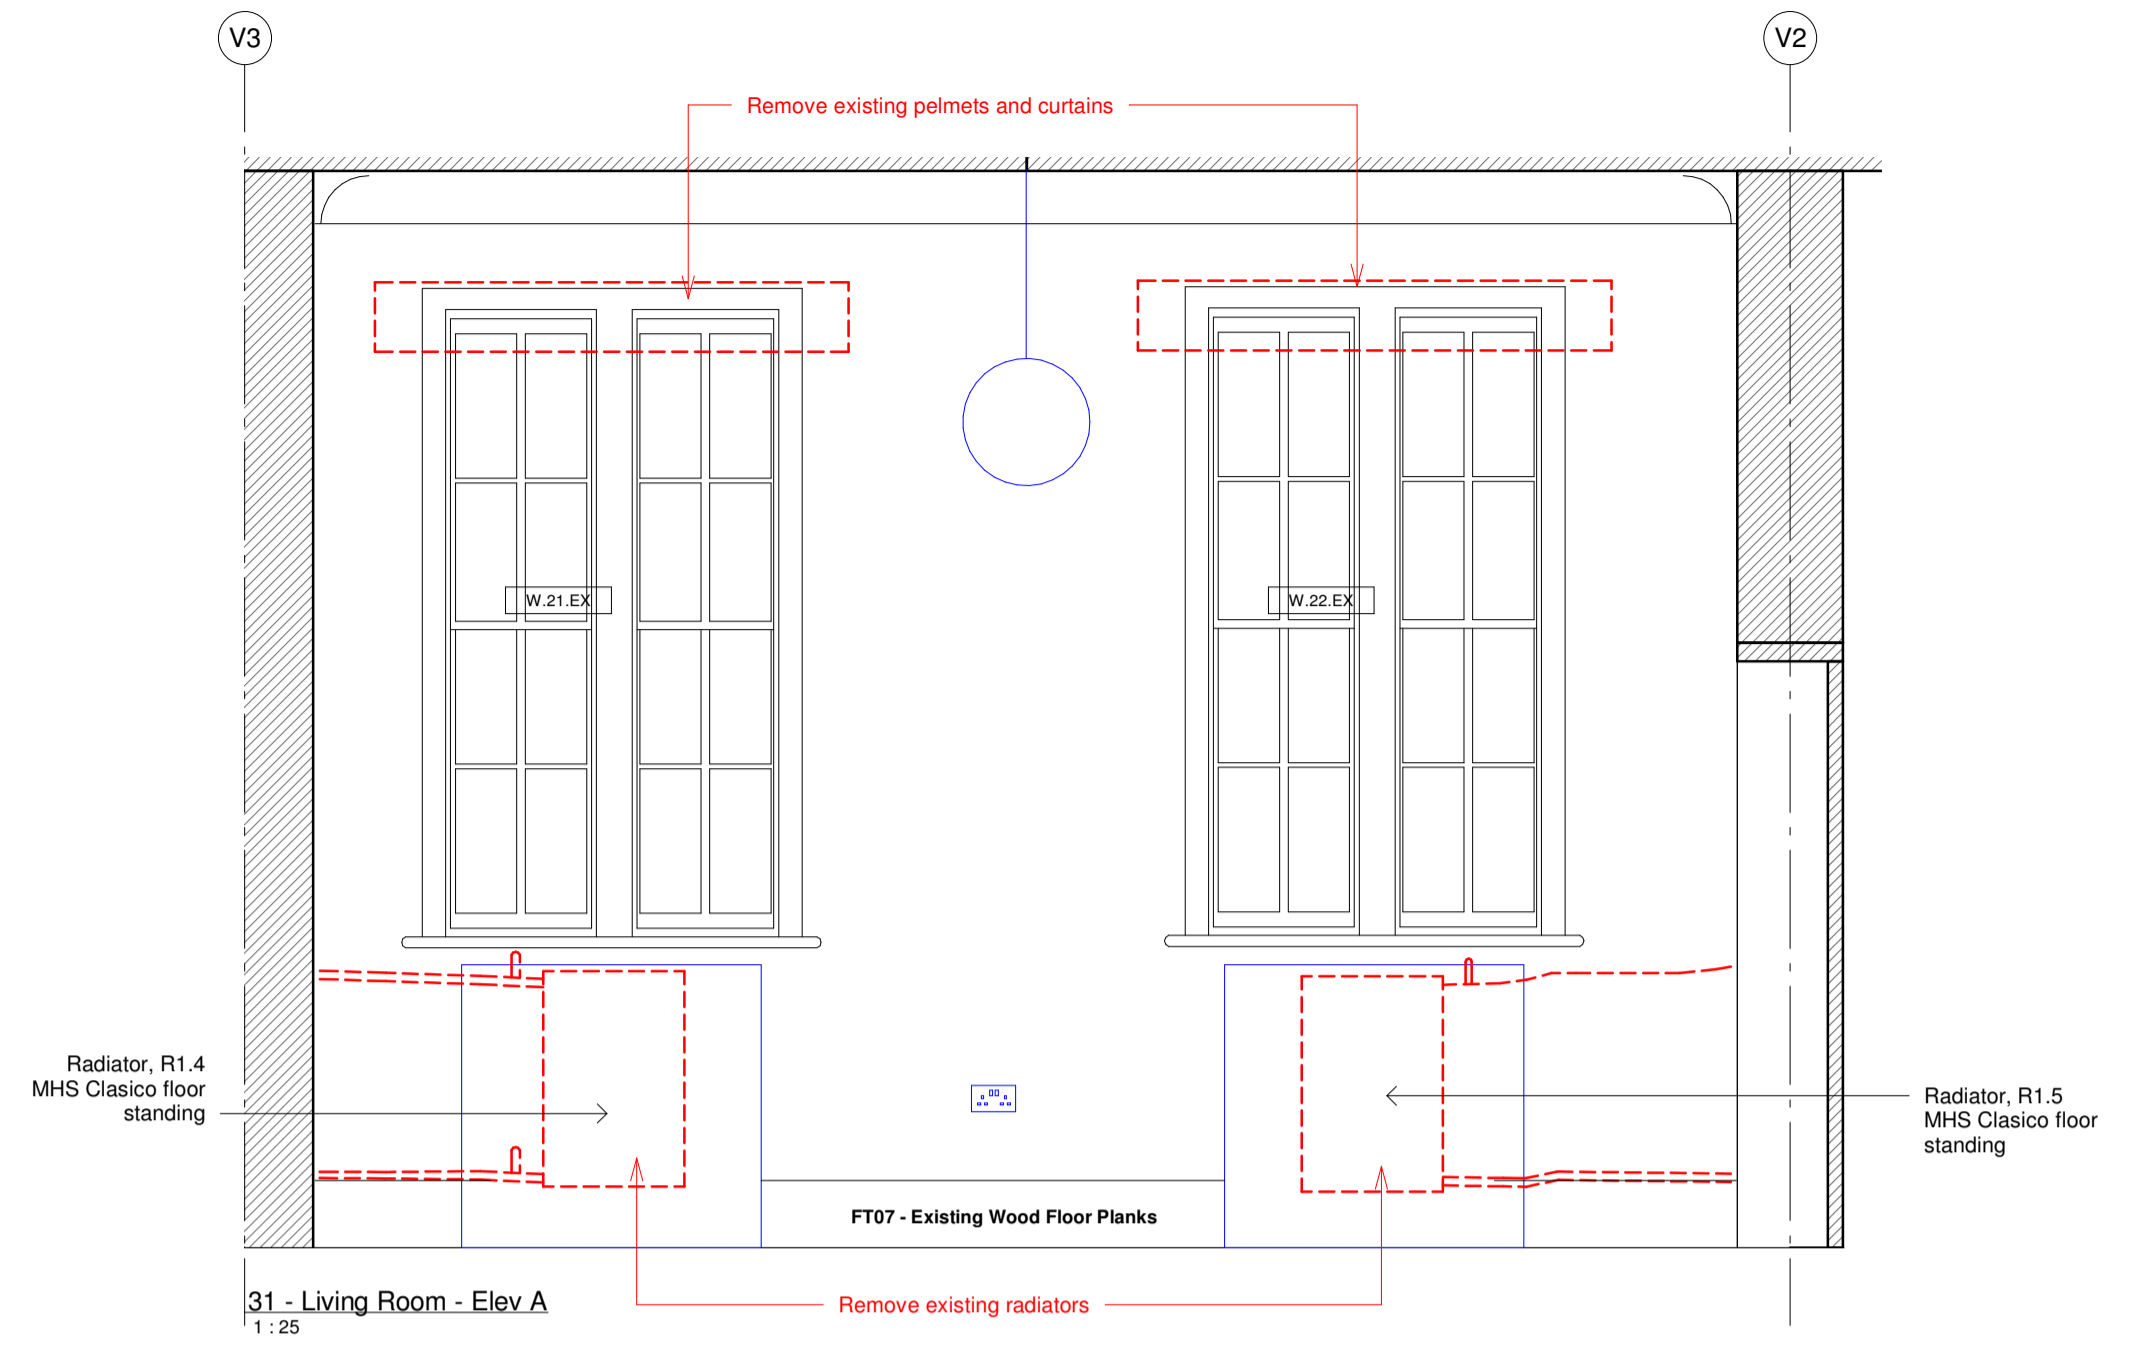 V3
V2
Remove existing pelmets and curtains
W.21.EX
W.22.EX
Radiator, R1.4
MHS Clasico floor
standing
Radiator, R1.5
MHS Clasico floor
standing
FT07 - Existing Wood Floor Planks
31 - Living Room - Elev A
1 : 25
Remove existing radiators